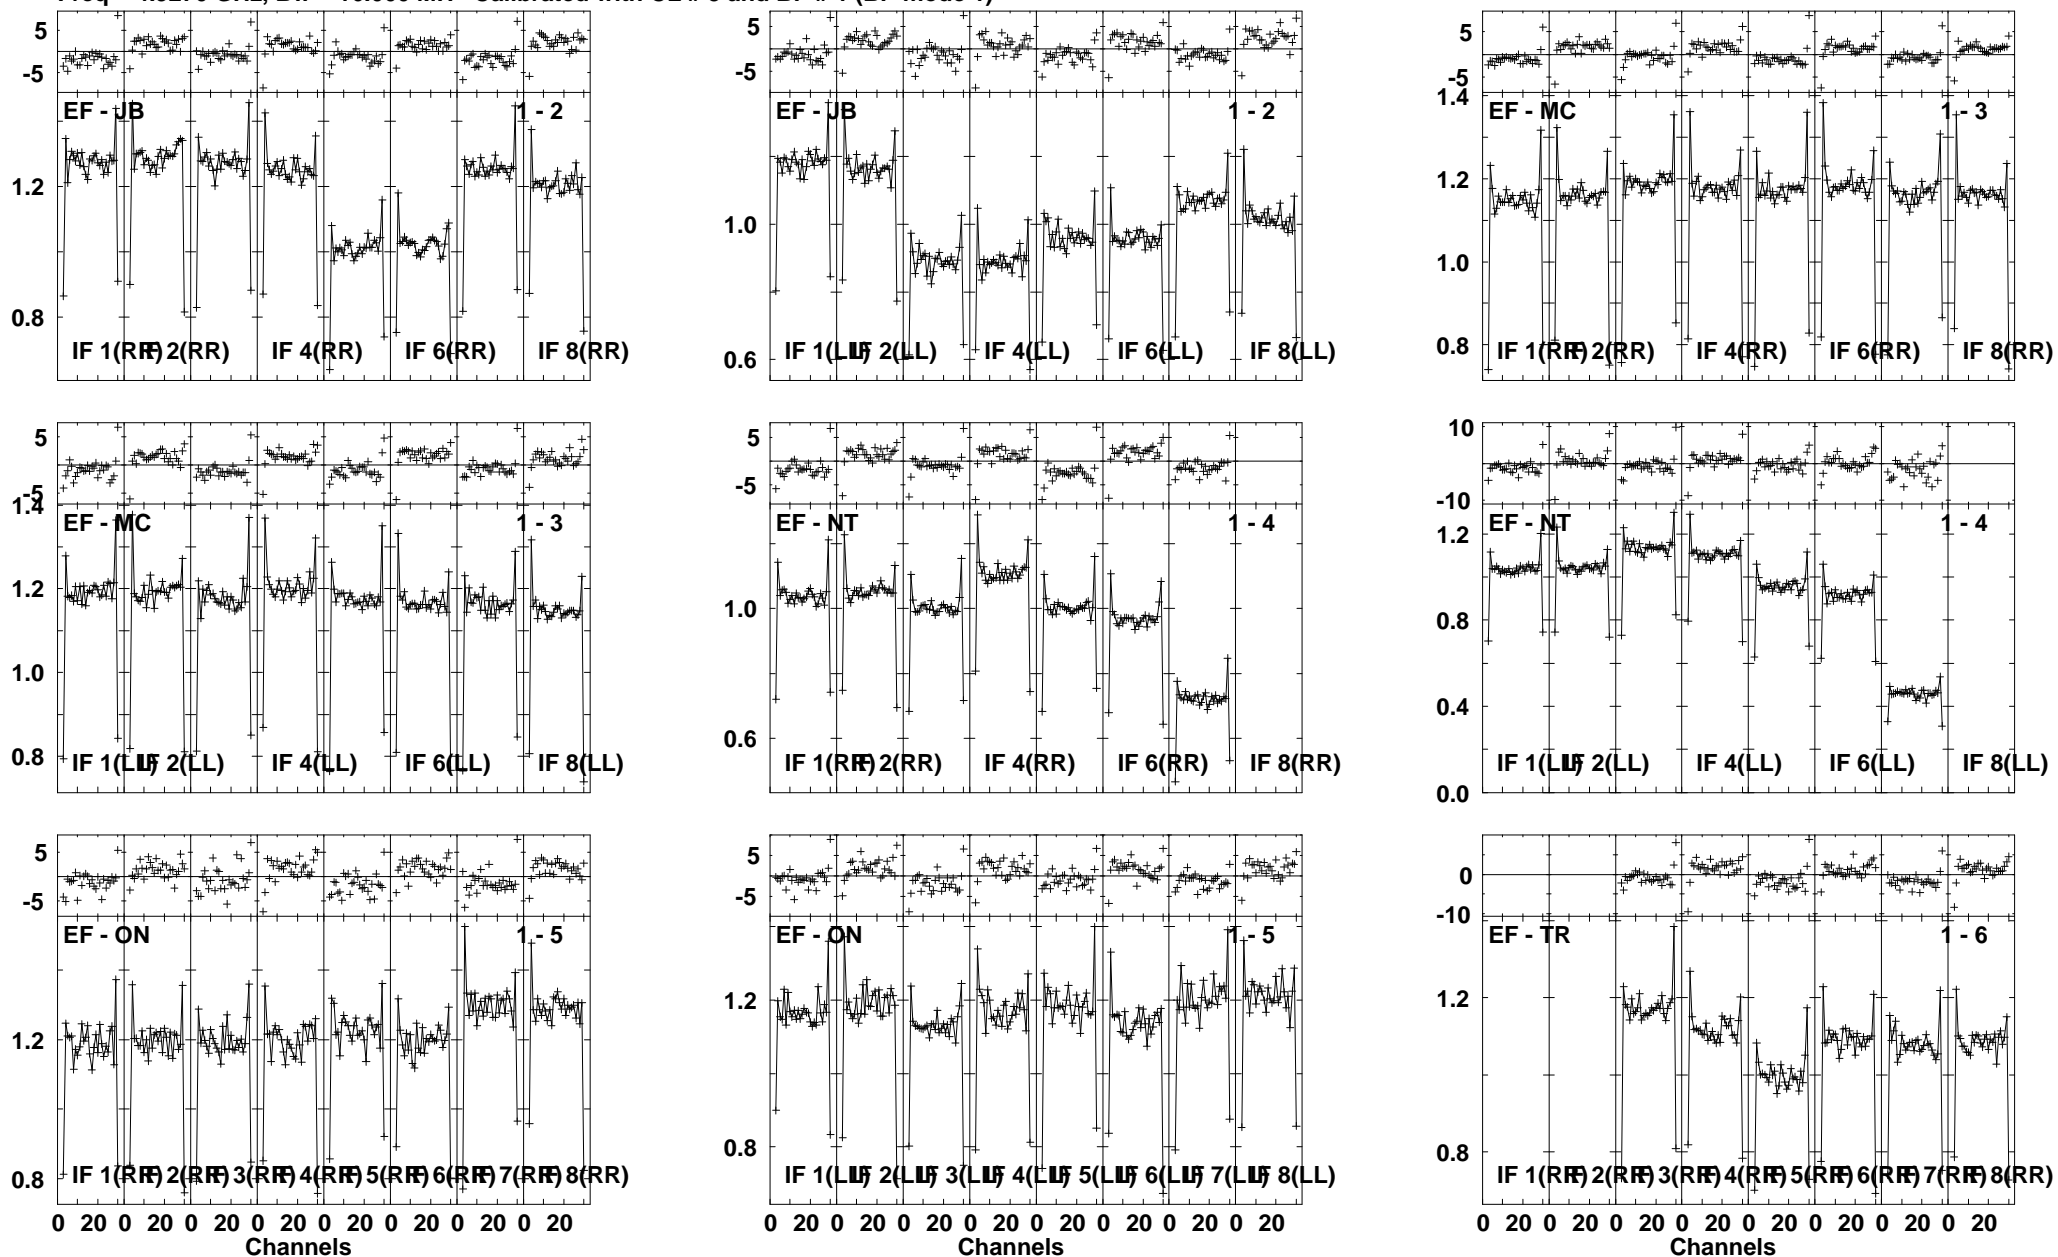 5 5 5
-5 -5 -5
EF - JB 1 - 2 EF - JB 1 - 2 1.4 EF - MC 1 - 3
1.2 1.0 1.2
1.0
0.8 0.6 0.8
IF 1(RR) IF 2(RR) IF 4(RR) IF 6(RR) IF 8(RR) IF 1(LL) IF 2(LL) IF 4(LL) IF 6(LL) IF 8(LL) IF 1(RR) IF 2(RR) IF 4(RR) IF 6(RR) IF 8(RR)
5 5 10
-5 -5 -10
1.4 EF - MC 1 - 3 EF - NT 1 - 4 EF - NT 1 - 4
1.2 1.0 1.2
1.0 0.8
0.8 0.6 0.4
IF 1(LL) IF 2(LL) IF 4(LL) IF 6(LL) IF 8(LL) IF 1(RR) IF 2(RR) IF 4(RR) IF 6(RR) IF 8(RR) IF 1(LL) IF 2(LL) IF 4(LL) IF 6(LL) IF 8(LL)
0.0
5 5 0
-5 -5 -10
EF - ON 1 - 5 EF - ON 1 - 5 EF - TR 1 - 6
1.2 1.2 1.2
0.8 0.8 0.8
IF 1(RR) IF 2(RR) IF 3(RR) IF 4(RR) IF 5(RR) IF 6(RR) IF 7(RR) IF 8(RR) IF 1(LL) IF 2(LL) IF 3(LL) IF 4(LL) IF 5(LL) IF 6(LL) IF 7(LL) IF 8(LL) IF 1(RR) IF 2(RR) IF 3(RR) IF 4(RR) IF 5(RR) IF 6(RR) IF 7(RR) IF 8(RR)
0 20 0 20 0 20 0 20 0 20 0 20 0 20 0 20 0 20 0 20 0 20 0 20 0 20 0 20 0 20 0 20 0 20 0 20 0 20 0 20 0 20 0 20 0 20 0 20
Channels Channels Channels